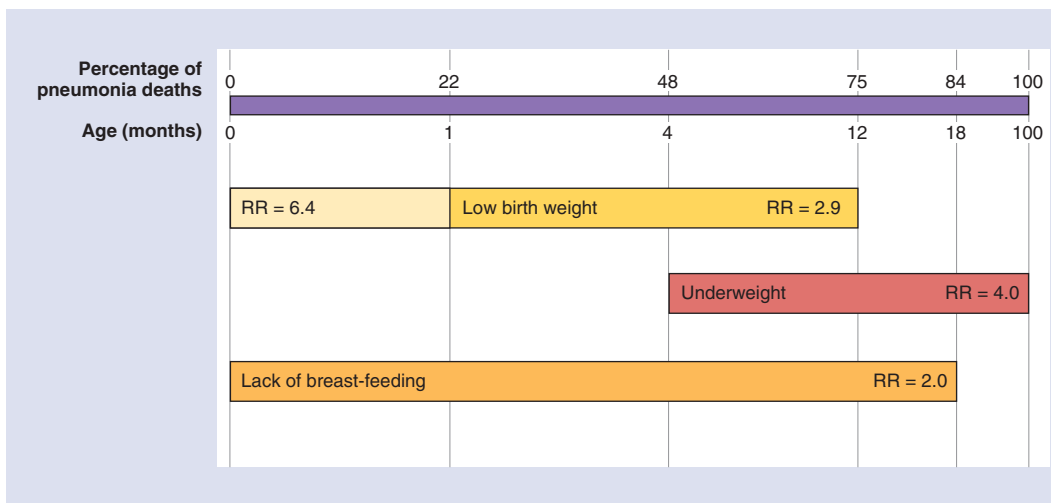 Percentage of
pneumonia deaths
0 22 48 75 84 100
Age (months)
0 1 4 12 18 100
RR = 6.4 Low birth weight RR = 2.9
Underweight RR = 4.0
Lack of breast-feeding RR = 2.0